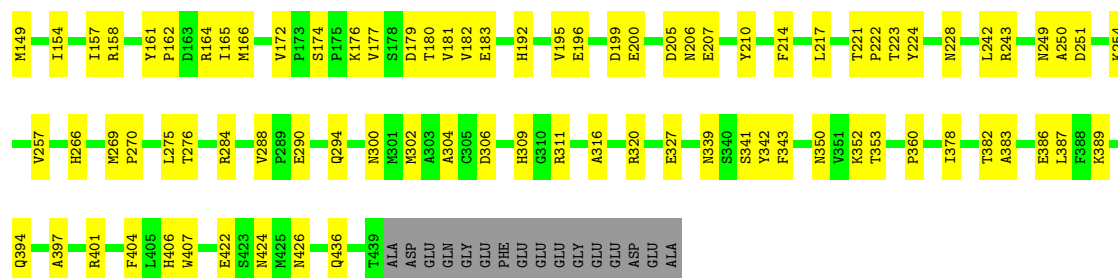 M149 I154 I157 R158 Y161 P162 D163 R164 I165 M166 V172 P173 S174 P175 K176 V177 S178 D179 T180 V181 V182 E183 H192 V195 E196 D199 E200 D205 N206 E207 Y210 F214 L217 T221 P222 T223 Y224 N228 L242 R243 N249 A250 D251 K254
V257 H266 M269 P270 L275 T276 R284 V288 P289 E290 Q294 N300 M301 M302 A303 A304 C305 D306 H309 G310 R311 A316 R320 E327 N339 S340 S341 Y342 F343 N350 V351 K352 T353 P360 I378 T382 A383 E386 L387 F388 K389
Q394 A397 R401 F404 L405 H406 W407 E422 S423 N424 M425 N426 Q436 T439 ALA ASP GLU GLN GLY GLU GLU PHE GLU GLU GLU GLY GLU GLU ASP GLU ALA